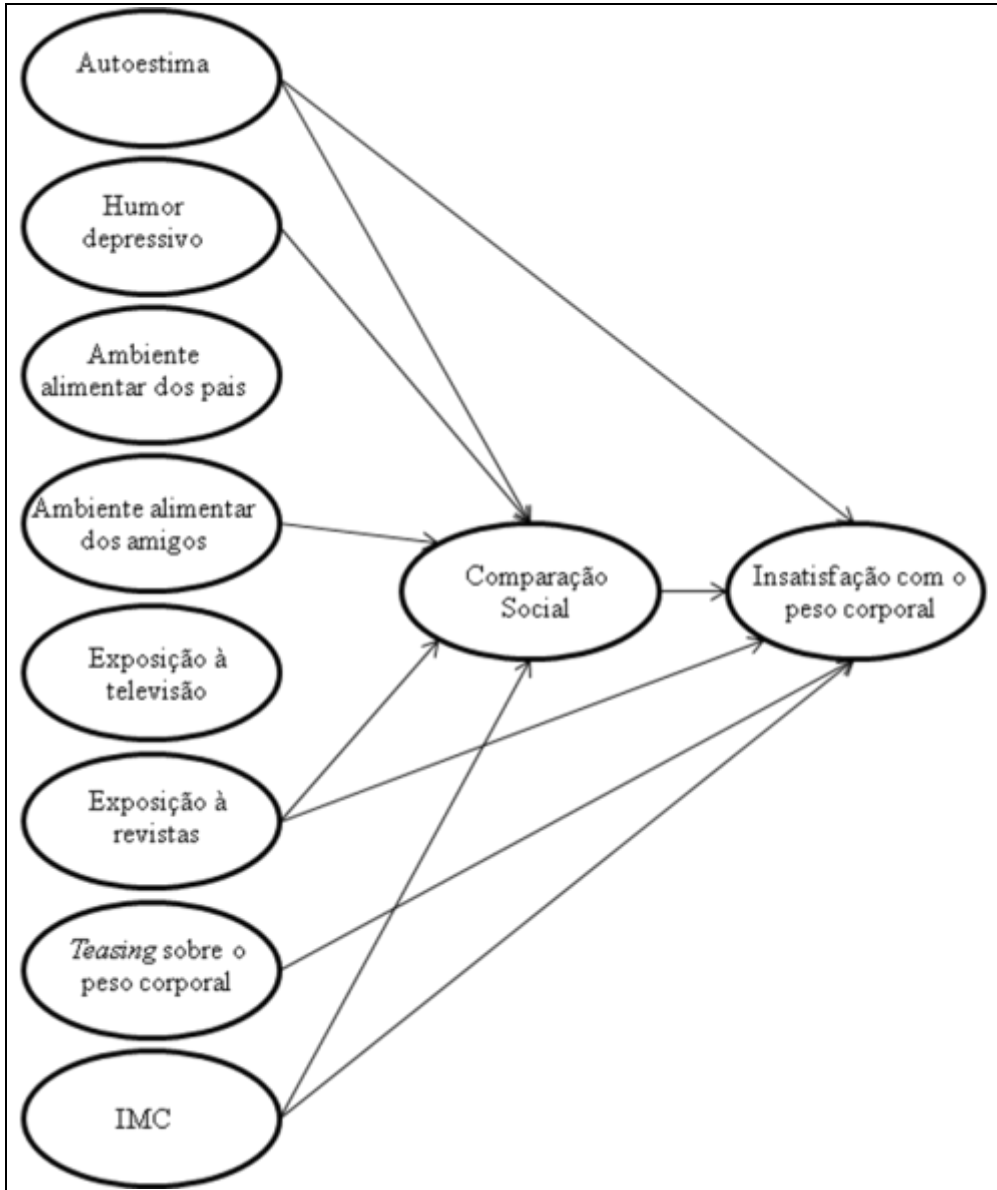 Autoestima
Humor
depressivo
Ambiente
alimentar dos pais
Ambiente alimentar
dos amigos
Comparação
Social
Insatisfação com o
peso corporal
Exposição à
televisão
Exposição à
revistas
Teasing sobre o
peso corporal
IMC